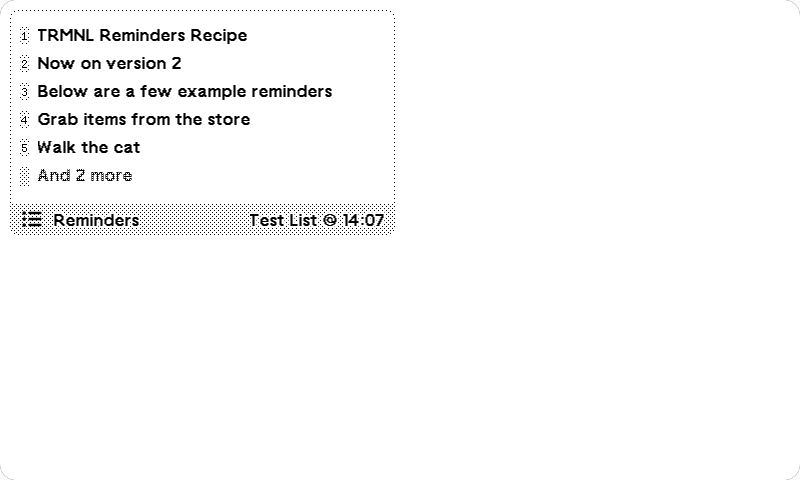 1 TRMNL Reminders Recipe
2 Now on version 2
3 Below are a few example reminders
4 Grab items from the store
5 Walk the cat
And 2 more
Reminders Test List @ 14:07